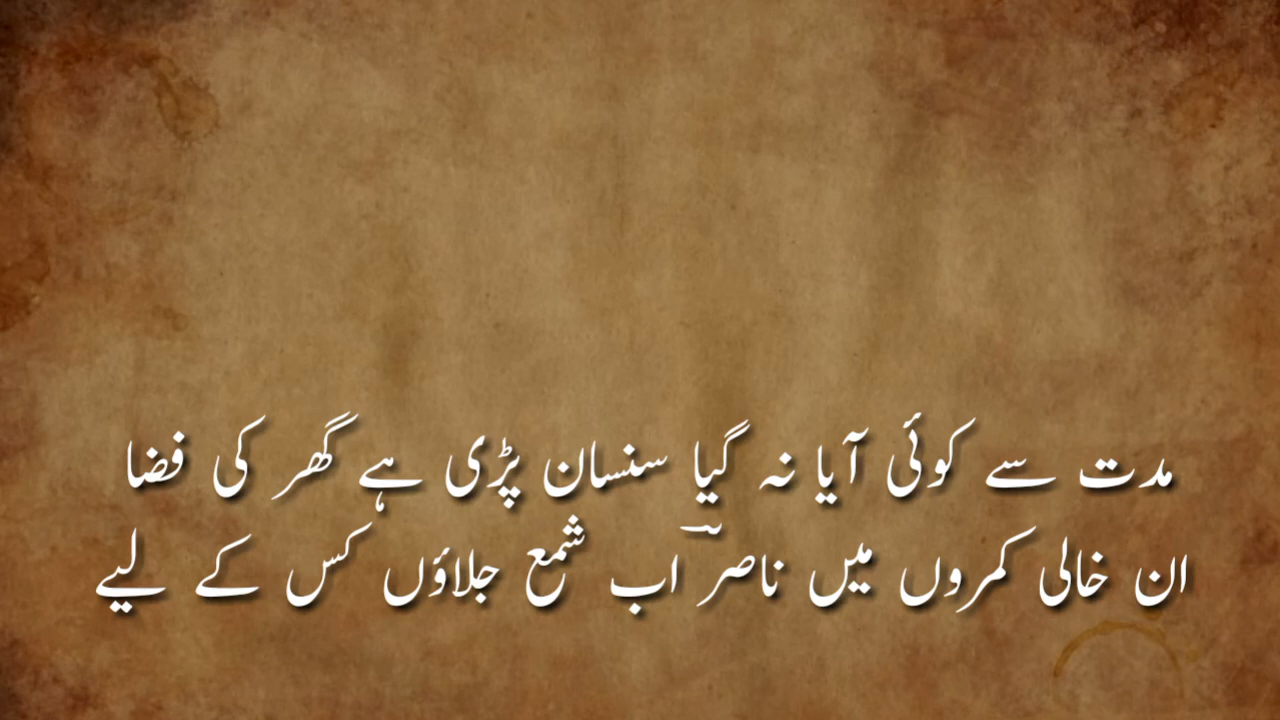 مدت سے کوئی آیا نہ گیا سنسان پڑی ہے گھر کی فضا
ان خالی کمروں میں ناصرؔ اب شمع جلاؤں کس کے لیے